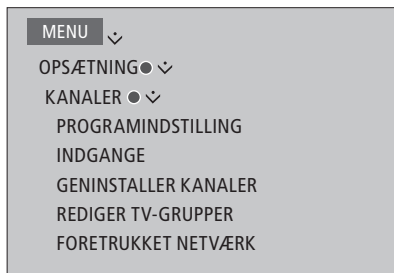 MENU
OPSÆTNING
KANALER
PROGRAMINDSTILLING
INDGANGE
GENINSTALLER KANALER
REDIGER TV-GRUPPER
FORETRUKKET NETVÆRK